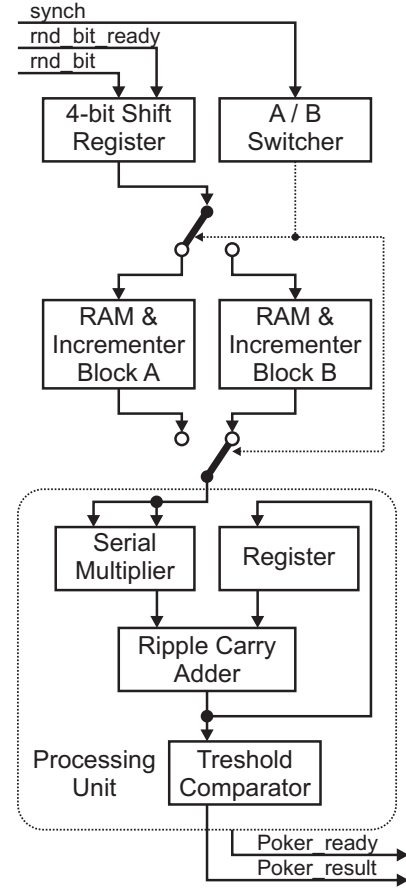 synch
rnd_bit_ready
rnd_bit
4-bit Shift
Register
A / B
Switcher
RAM &
Incrementer
Block A
RAM &
Incrementer
Block B
Serial
Multiplier
Register
Ripple Carry
Adder
Processing
Unit
Treshold
Comparator
Poker_ready
Poker_result